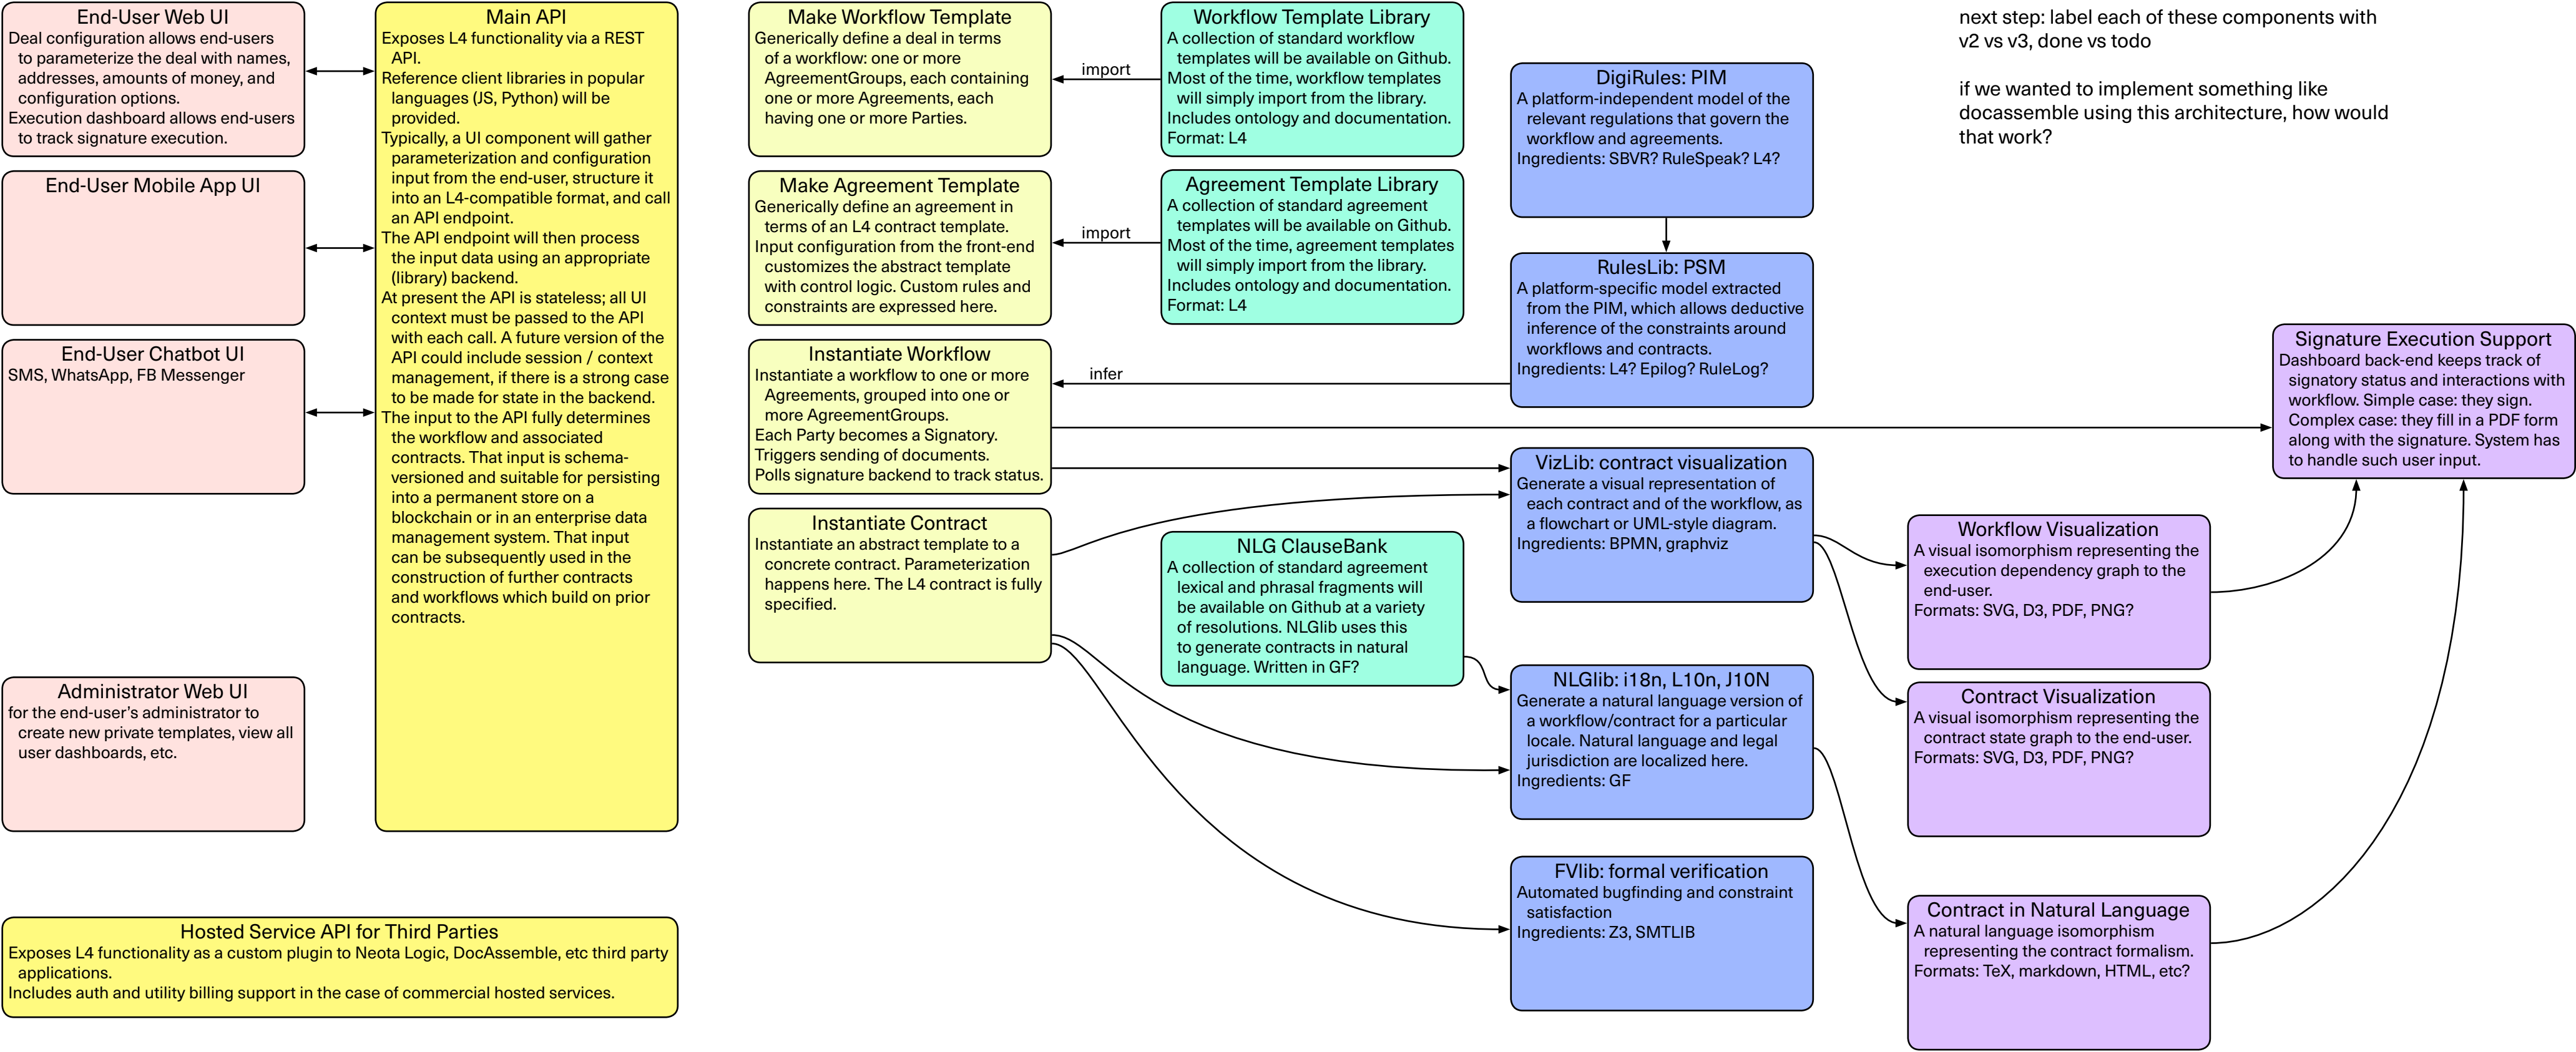 End-User Web UI
Deal configuration allows end-users
to parameterize the deal with names,
addresses, amounts of money, and
configuration options.
Execution dashboard allows end-users
to track signature execution.
End-User Mobile App UI
End-User Chatbot UI
SMS, WhatsApp, FB Messenger
Administrator Web UI
for the end-user's administrator to
create new private templates, view all
user dashboards, etc.
Main API
Exposes L4 functionality via a REST
API.
Reference client libraries in popular
languages (JS, Python) will be
provided.
Typically, a UI component will gather
parameterization and configuration
input from the end-user, structure it
into an L4-compatible format, and call
an API endpoint.
The API endpoint will then process
the input data using an appropriate
(library) backend.
At present the API is stateless; all UI
context must be passed to the API
with each call. A future version of the
API could include session / context
management, if there is a strong case
to be made for state in the backend.
The input to the API fully determines
the workflow and associated
contracts. That input is schema-
versioned and suitable for persisting
into a permanent store on a
blockchain or in an enterprise data
management system. That input
can be subsequently used in the
construction of further contracts
and workflows which build on prior
contracts.
Hosted Service API for Third Parties
Exposes L4 functionality as a custom plugin to Neota Logic, DocAssemble, etc third party
applications.
Includes auth and utility billing support in the case of commercial hosted services.
Make Workflow Template
Generically define a deal in terms
of a workflow: one or more
AgreementGroups, each containing
one or more Agreements, each
having one or more Parties.
import
Workflow Template Library
A collection of standard workflow
templates will be available on Github.
Most of the time, workflow templates
will simply import from the library.
Includes ontology and documentation.
Format: L4
Make Agreement Template
Generically define an agreement in
terms of an L4 contract template.
Input configuration from the front-end
customizes the abstract template
with control logic. Custom rules and
constraints are expressed here.
import
Agreement Template Library
A collection of standard agreement
templates will be available on Github.
Most of the time, agreement templates
will simply import from the library.
Includes ontology and documentation.
Format: L4
Instantiate Workflow
Instantiate a workflow to one or more
Agreements, grouped into one or
more AgreementGroups.
Each Party becomes a Signatory.
Triggers sending of documents.
Polls signature backend to track status.
infer
Instantiate Contract
Instantiate an abstract template to a
concrete contract. Parameterization
happens here. The L4 contract is fully
specified.
NLG ClauseBank
A collection of standard agreement
lexical and phrasal fragments will
be available on Github at a variety
of resolutions. NLGlib uses this
to generate contracts in natural
language. Written in GF?
DigiRules: PIM
A platform-independent model of the
relevant regulations that govern the
workflow and agreements.
Ingredients: SBVR? RuleSpeak? L4?
RulesLib: PSM
A platform-specific model extracted
from the PIM, which allows deductive
inference of the constraints around
workflows and contracts.
Ingredients: L4? Epilog? RuleLog?
VizLib: contract visualization
Generate a visual representation of
each contract and of the workflow, as
a flowchart or UML-style diagram.
Ingredients: BPMN, graphviz
NLGlib: i18n, L10n, J10N
Generate a natural language version of
a workflow/contract for a particular
locale. Natural language and legal
jurisdiction are localized here.
Ingredients: GF
FVlib: formal verification
Automated bugfinding and constraint
satisfaction
Ingredients: Z3, SMTLIB
next step: label each of these components with
v2 vs v3, done vs todo
if we wanted to implement something like
docassemble using this architecture, how would
that work?
Signature Execution Support
Dashboard back-end keeps track of
signatory status and interactions with
workflow. Simple case: they sign.
Complex case: they fill in a PDF form
along with the signature. System has
to handle such user input.
Workflow Visualization
A visual isomorphism representing the
execution dependency graph to the
end-user.
Formats: SVG, D3, PDF, PNG?
Contract Visualization
A visual isomorphism representing the
contract state graph to the end-user.
Formats: SVG, D3, PDF, PNG?
Contract in Natural Language
A natural language isomorphism
representing the contract formalism.
Formats: TeX, markdown, HTML, etc?